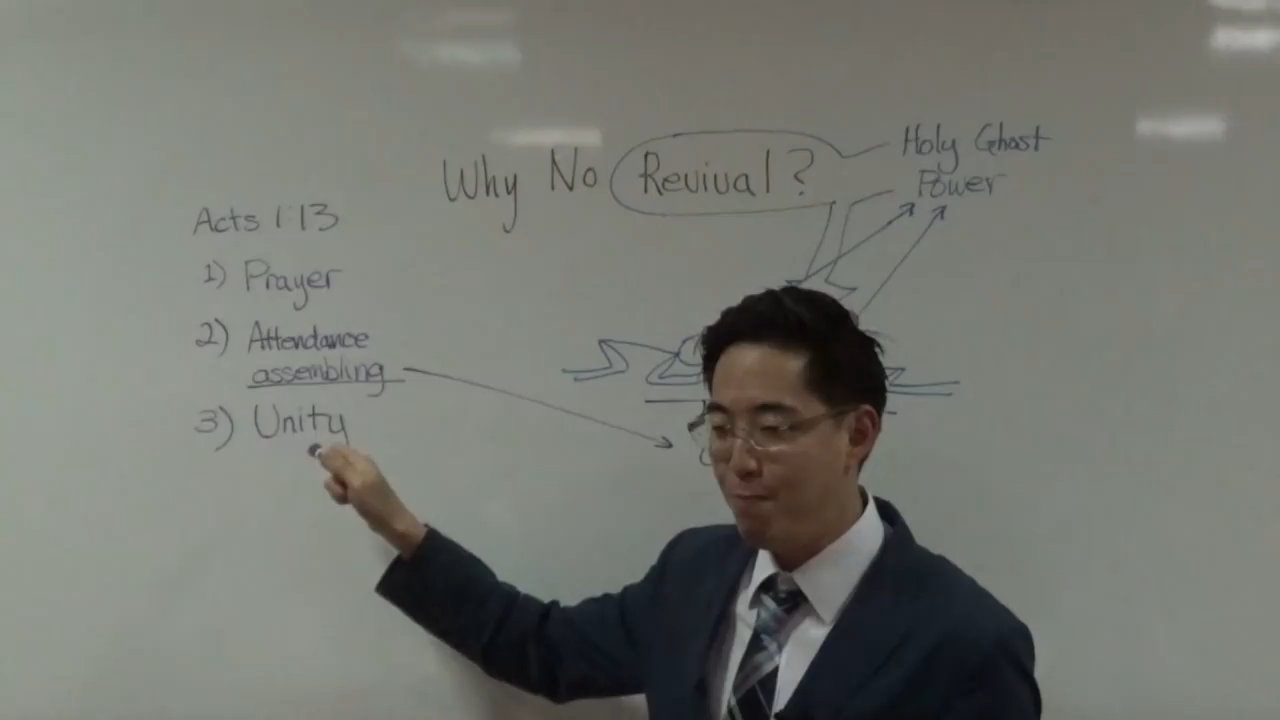 Why No Revival?
Holy Ghost
Power
Acts 1:13
1) Prayer
2) Attendance
assembling
3) Unity